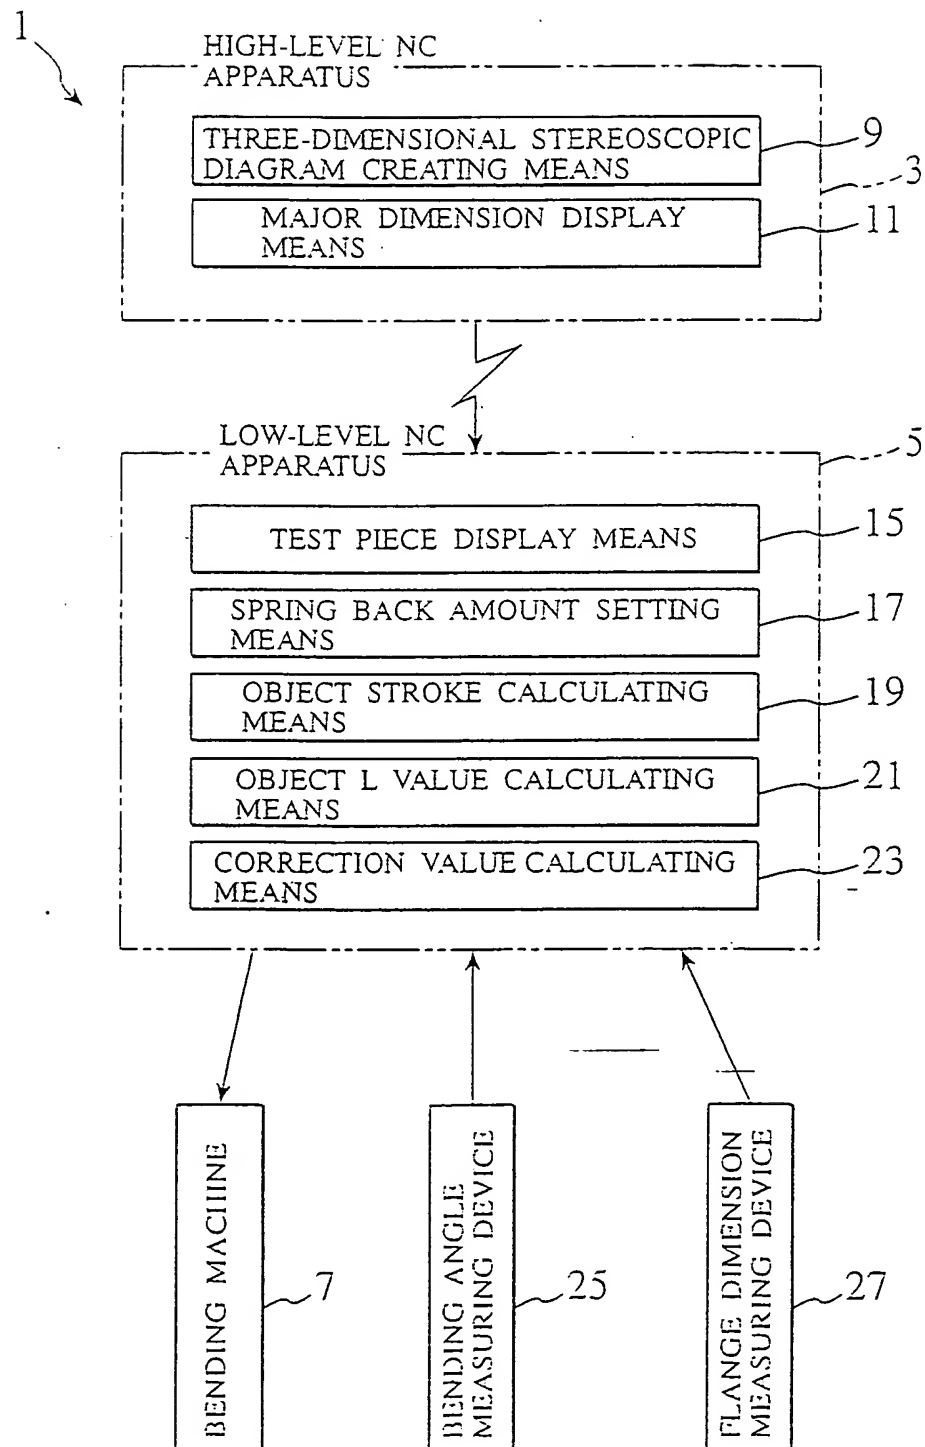 1
HIGH-LEVEL NC
APPARATUS
THREE-DIMENSIONAL STEREOSCOPIC
DIAGRAM CREATING MEANS
9
3
MAJOR DIMENSION DISPLAY
MEANS
11
LOW-LEVEL NC
APPARATUS
5
TEST PIECE DISPLAY MEANS
15
SPRING BACK AMOUNT SETTING
MEANS
17
OBJECT STROKE CALCULATING
MEANS
19
OBJECT L VALUE CALCULATING
MEANS
21
CORRECTION VALUE CALCULATING
MEANS
23
BENDING MACHINE
7
BENDING ANGLE
MEASURING DEVICE
25
FLANGE DIMENSION
MEASURING DEVICE
27